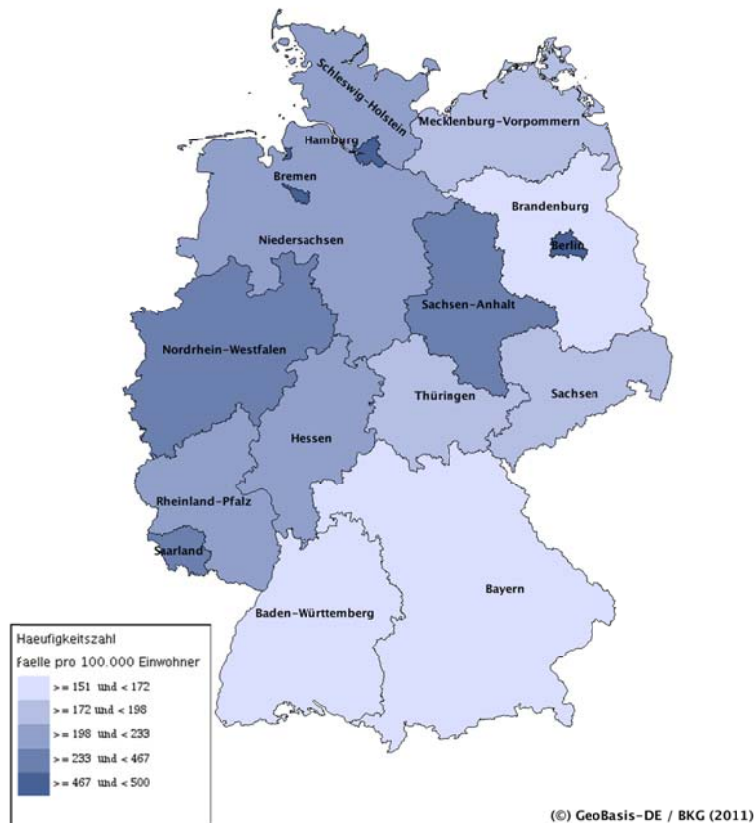 Schleswig-Holstein
Mecklenburg-Vorpommern
Hamburg
Bremen
Brandenburg
Berlin
Niedersachsen
Sachsen-Anhalt
Nordrhein-Westfalen
Thüringen
Sachsen
Hessen
Rheinland-Pfalz
Saarland
Baden-Württemberg
Bayern
Haeufigkeitszahl
Faelle pro 100.000 Einwohner
>= 151 und < 172
>= 172 und < 198
>= 198 und < 233
>= 233 und < 467
>= 467 und < 500
(©) GeoBasis-DE / BKG (2011)